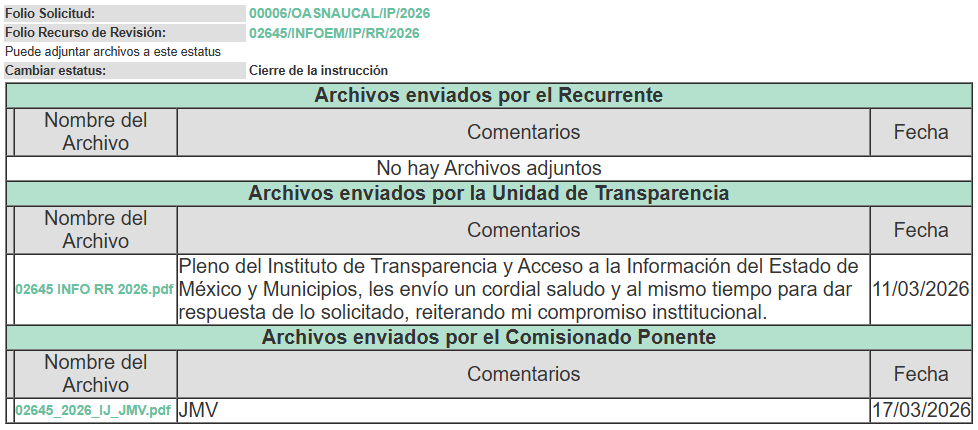 Folio Solicitud: 00006/OASNAUCAL/IP/2026
Folio Recurso de Revisión: 02645/INFOEM/IP/RR/2026
Puede adjuntar archivos a este estatus
Cambiar estatus: Cierre de la instrucción
Archivos enviados por el Recurrente
Nombre del Archivo Comentarios Fecha
No hay Archivos adjuntos
Archivos enviados por la Unidad de Transparencia
Nombre del Archivo Comentarios Fecha
02645 INFO RR 2026.pdf
Pleno del Instituto de Transparencia y Acceso a la Información del Estado de
México y Municipios, les envío un cordial saludo y al mismo tiempo para dar
respuesta de lo solicitado, reiterando mi compromiso insttitucional.
11/03/2026
Archivos enviados por el Comisionado Ponente
Nombre del Archivo Comentarios Fecha
02645_2026_IJ_JMV.pdf JMV 17/03/2026